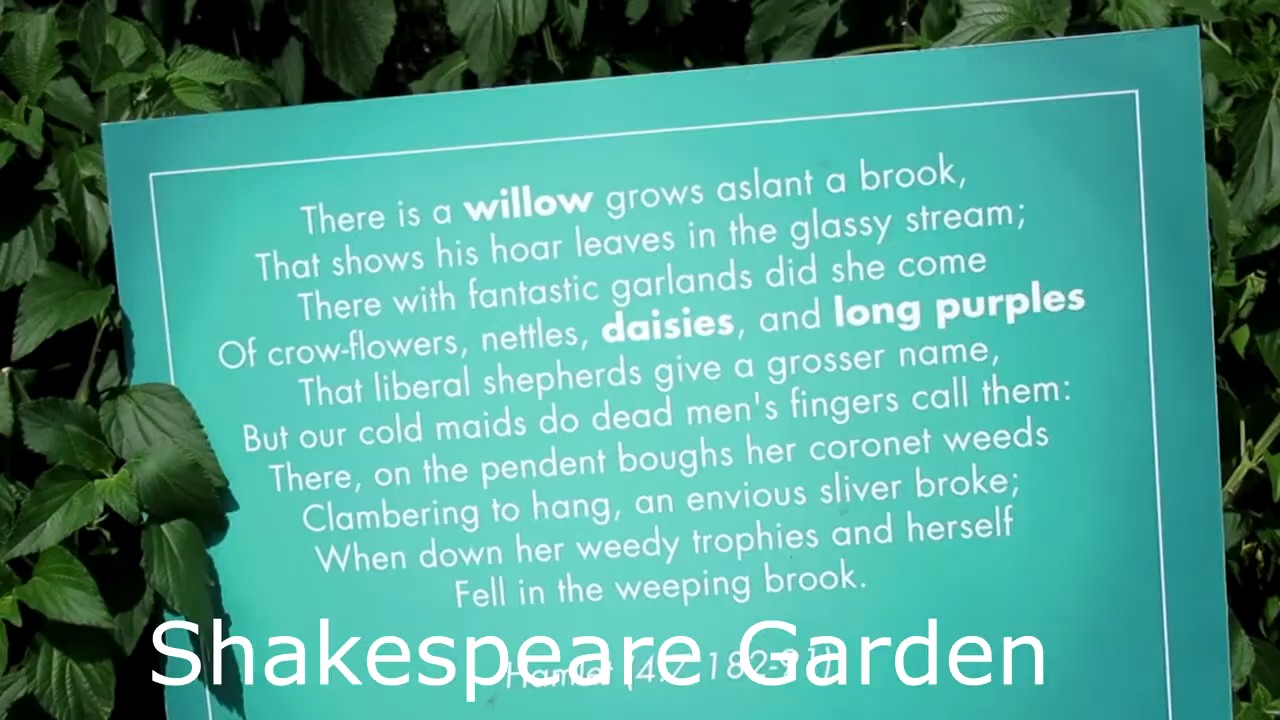 There is a willow grows aslant a brook,
That shows his hoar leaves in the glassy stream;
There with fantastic garlands did she come
Of crow-flowers, nettles, daisies, and long purples
That liberal shepherds give a grosser name,
But our cold maids do dead men's fingers call them:
There, on the pendent boughs her coronet weeds
Clambering to hang, an envious sliver broke;
When down her weedy trophies and herself
Fell in the weeping brook.
Shakespeare Garden
Hamlet